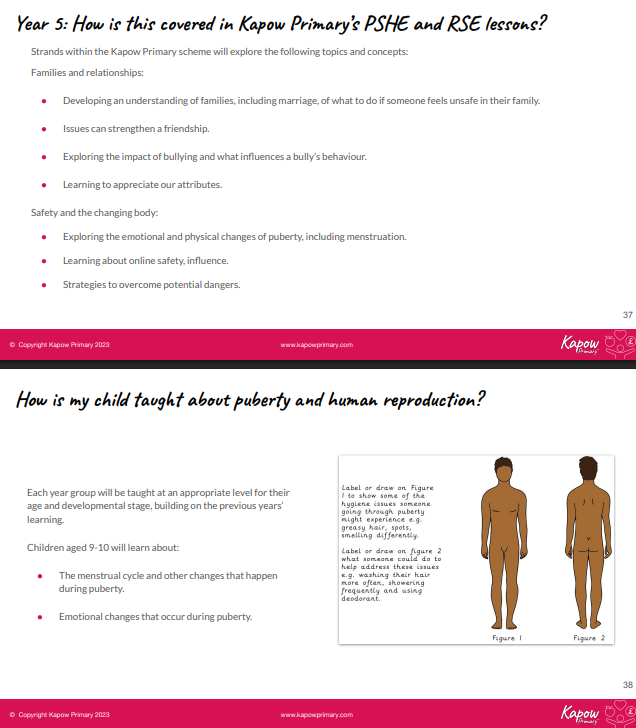 Year 5: How is this covered in Kapow Primary's PSHE and RSE lessons?
Strands within the Kapow Primary scheme will explore the following topics and concepts:
Families and relationships:
● Developing an understanding of families, including marriage, of what to do if someone feels unsafe in their family.
● Issues can strengthen a friendship.
● Exploring the impact of bullying and what influences a bully's behaviour.
● Learning to appreciate our attributes.
Safety and the changing body:
● Exploring the emotional and physical changes of puberty, including menstruation.
● Learning about online safety, influence.
● Strategies to overcome potential dangers.
37
© Copyright Kapow Primary 2023
www.kapowprimary.com
Kapow
Primary
How is my child taught about puberty and human reproduction?
Each year group will be taught at an appropriate level for their
age and developmental stage, building on the previous years'
learning.
Children aged 9-10 will learn about:
● The menstrual cycle and other changes that happen
during puberty.
● Emotional changes that occur during puberty.
Label or draw on Figure
1 to show some of the
hygiene issues someone
going through puberty
might experience e.g.
greasy hair, spots,
smelling differently.
Label or draw on figure 2
what someone could do to
help address these issues
e.g. washing their hair
more often, showering
frequently and using
deodorant.
Figure 1
Figure 2
38
© Copyright Kapow Primary 2023
www.kapowprimary.com
Kapow
Primary